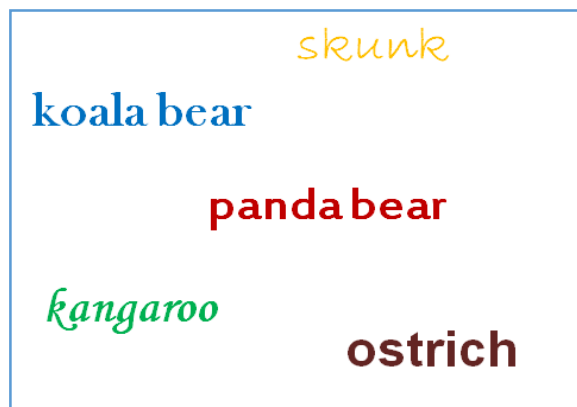 skunk
koala bear
panda bear
kangaroo
ostrich